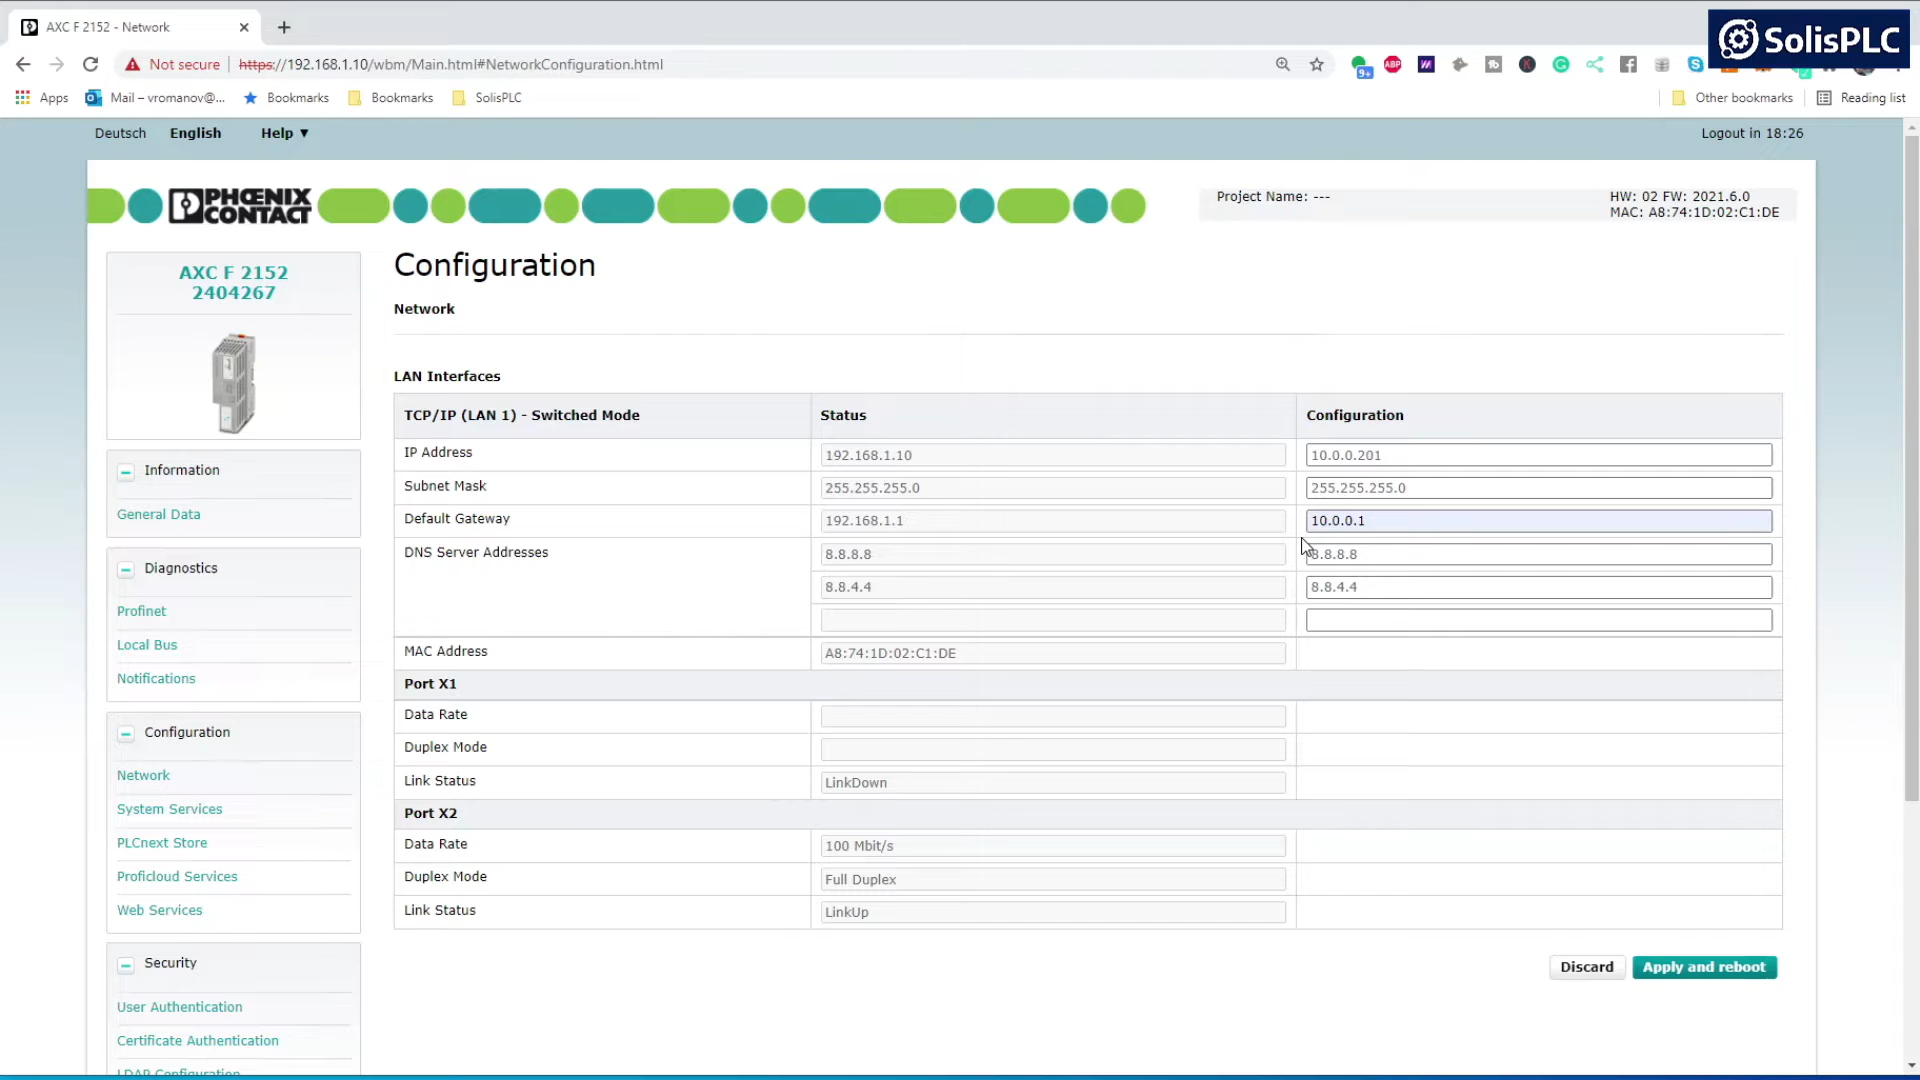 AXC F 2152 - Network
SolisPLC
Not secure https://192.168.1.10/wbm/Main.html#NetworkConfiguration.html
9+
ABP
Apps Mail – vromanov@... Bookmarks Bookmarks SolisPLC Other bookmarks Reading list
Deutsch English Help ▼ Logout in 18:26
PHŒNIX
CONTACT
Project Name: --- HW: 02 FW: 2021.6.0
MAC: A8:74:1D:02:C1:DE
AXC F 2152
2404267
Information
General Data
Diagnostics
Profinet
Local Bus
Notifications
Configuration
Network
System Services
PLCnext Store
Proficloud Services
Web Services
Security
User Authentication
Certificate Authentication
LDAP Configuration
Configuration
Network
LAN Interfaces
TCP/IP (LAN 1) - Switched Mode Status Configuration
IP Address 192.168.1.10 10.0.0.201
Subnet Mask 255.255.255.0 255.255.255.0
Default Gateway 192.168.1.1 10.0.0.1
DNS Server Addresses 8.8.8.8 8.8.8.8
8.8.4.4 8.8.4.4
MAC Address A8:74:1D:02:C1:DE
Port X1
Data Rate
Duplex Mode
Link Status LinkDown
Port X2
Data Rate 100 Mbit/s
Duplex Mode Full Duplex
Link Status LinkUp
Discard Apply and reboot